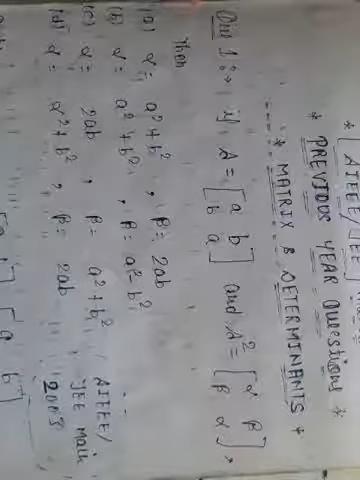 * [AIEEE/JEE]
* PREVIOUS YEAR Questions *
* MATRIX & DETERMINANTS *
Que 1:→ if A = [a b
b a] and A² = [α β
β α],
Then
(a) α = a²+b², β = 2ab
(b) α = a²+b², β = a²-b²
(c) α = 2ab, β = a²+b²
(d) α = α²+b², β = 2ab
AIEEE/
JEE Main
2003
[a b]